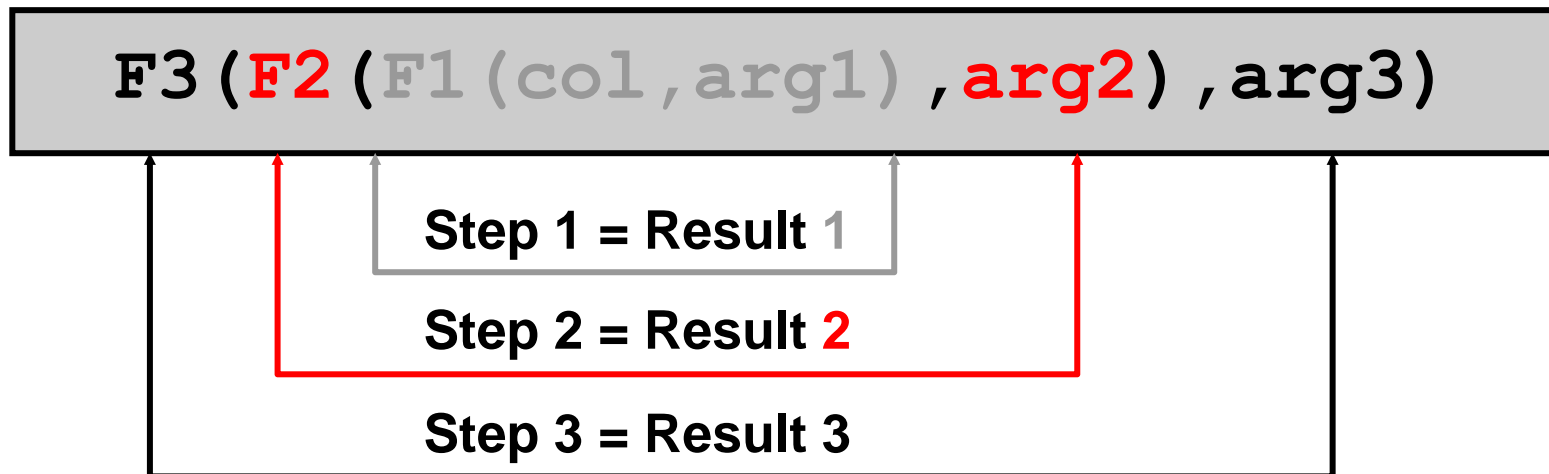 F3(F2(F1(col,arg1),arg2),arg3)
Step 1 = Result 1
Step 2 = Result 2
Step 3 = Result 3